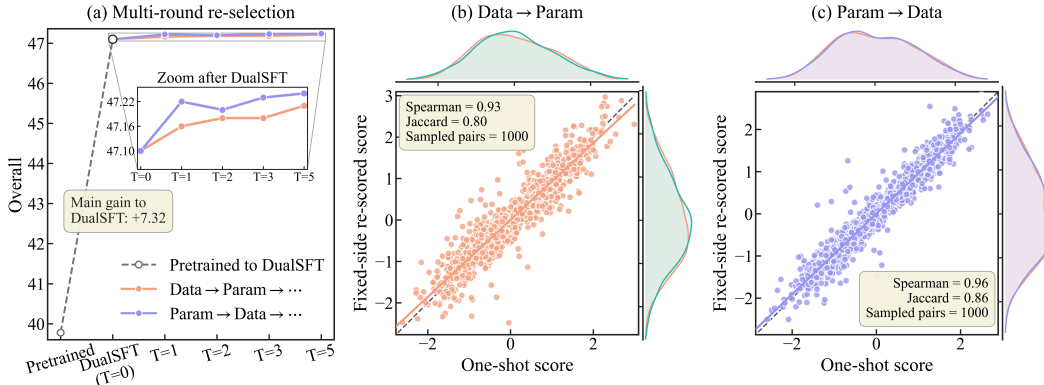 (a) Multi-round re-selection
Overall
47
46
45
44
43
42
41
40
Zoom after DualSFT
47.22
47.16
47.10
T=0
T=1
T=2
T=3
T=5
Main gain to
DualSFT: +7.32
Pretrained to DualSFT
Data → Param → ···
Param → Data → ···
Pretrained
DualSFT
(T=0)
T=1
T=2
T=3
T=5
(b) Data → Param
Spearman = 0.93
Jaccard = 0.80
Sampled pairs = 1000
Fixed-side re-scored score
3
2
1
0
−1
−2
−2
0
2
One-shot score
(c) Param → Data
Fixed-side re-scored score
2
1
0
−1
−2
Spearman = 0.96
Jaccard = 0.86
Sampled pairs = 1000
−2
0
2
One-shot score